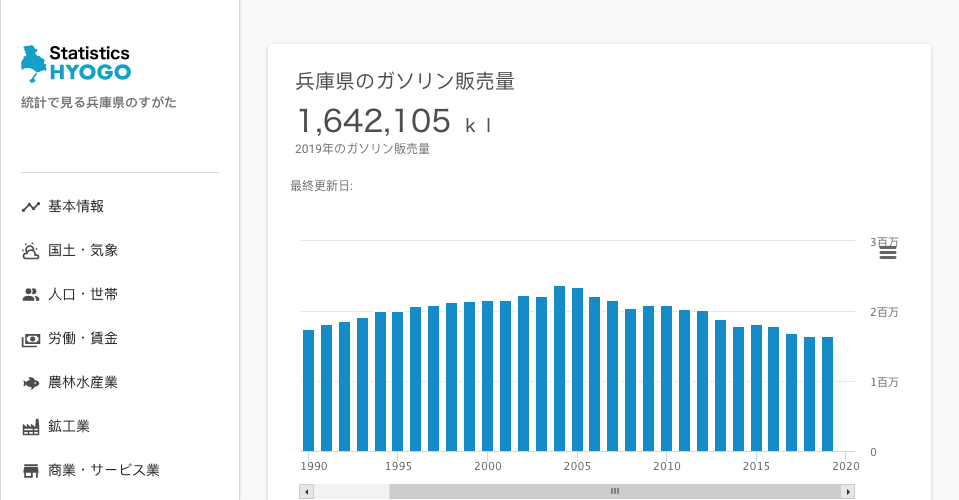 Statistics
HYOGO
統計で見る兵庫県のすがた
基本情報
国土・気象
人口・世帯
労働・賃金
農林水産業
鉱工業
商業・サービス業
兵庫県のガソリン販売量
1,642,105 ｋｌ
2019年のガソリン販売量
最終更新日:
3百万
2百万
1百万
0
1990 1995 2000 2005 2010 2015 2020